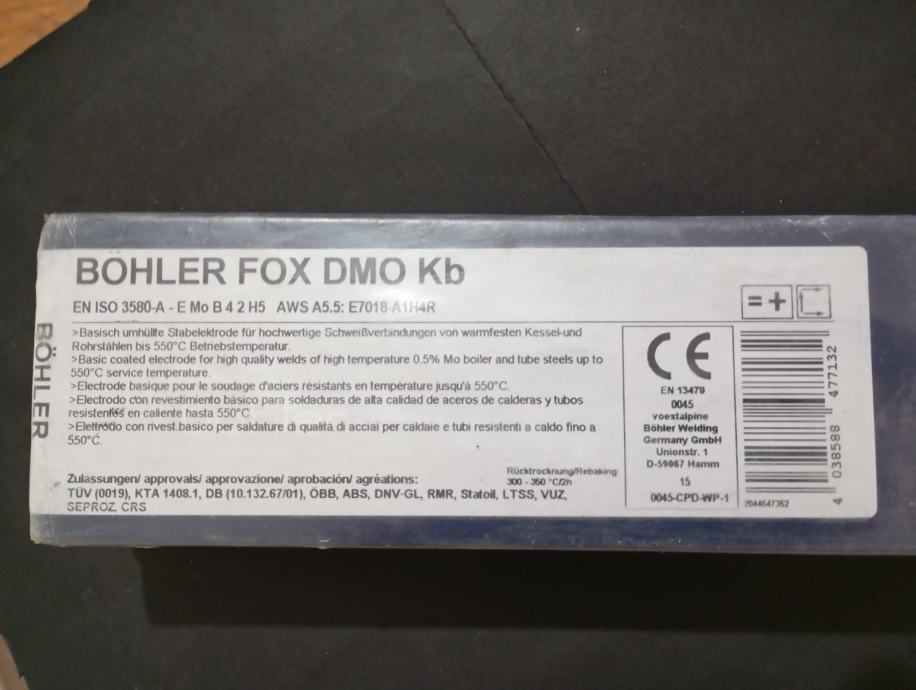 BÖHLER FOX DMO Kb
EN ISO 3580-A - E Mo B 4 2 H5 AWS A5.5: E7018-A1H4R
=+
BÖHLER
>Basisch umhüllte Stabelektrode für hochwertige Schweißverbindungen von warmfesten Kessel-und
Rohrstählen bis 550°C Betriebstemperatur.
>Basic coated electrode for high quality welds of high temperature 0.5% Mo boiler and tube steels up to
550°C service temperature.
>Electrode basique pour le soudage d'aciers résistants en température jusqu'à 550°C.
>Electrodo con revestimiento básico para soldaduras de alta calidad de aceros de calderas y tubos
resistentes en caliente hasta 550°C.
>Elettrodo con rivest.basico per saldature di qualità di acciai per caldaie e tubi resistenti a caldo fino a
550°C.
Rücktrocknung/Rebaking:
300 - 350 °C/2h
Zulassungen/ approvals/ approvazione/ aprobación/ agréations:
TÜV (0019), KTA 1408.1, DB (10.132.67/01), ÖBB, ABS, DNV·GL, RMR, Statoil, LTSS, VUZ,
SEPROZ, CRS
CE
EN 13479
0045
voestalpine
Böhler Welding
Germany GmbH
Unionstr. 1
D-59067 Hamm
15
0045-CPD-WP-1
4 038588 477132
2044647352